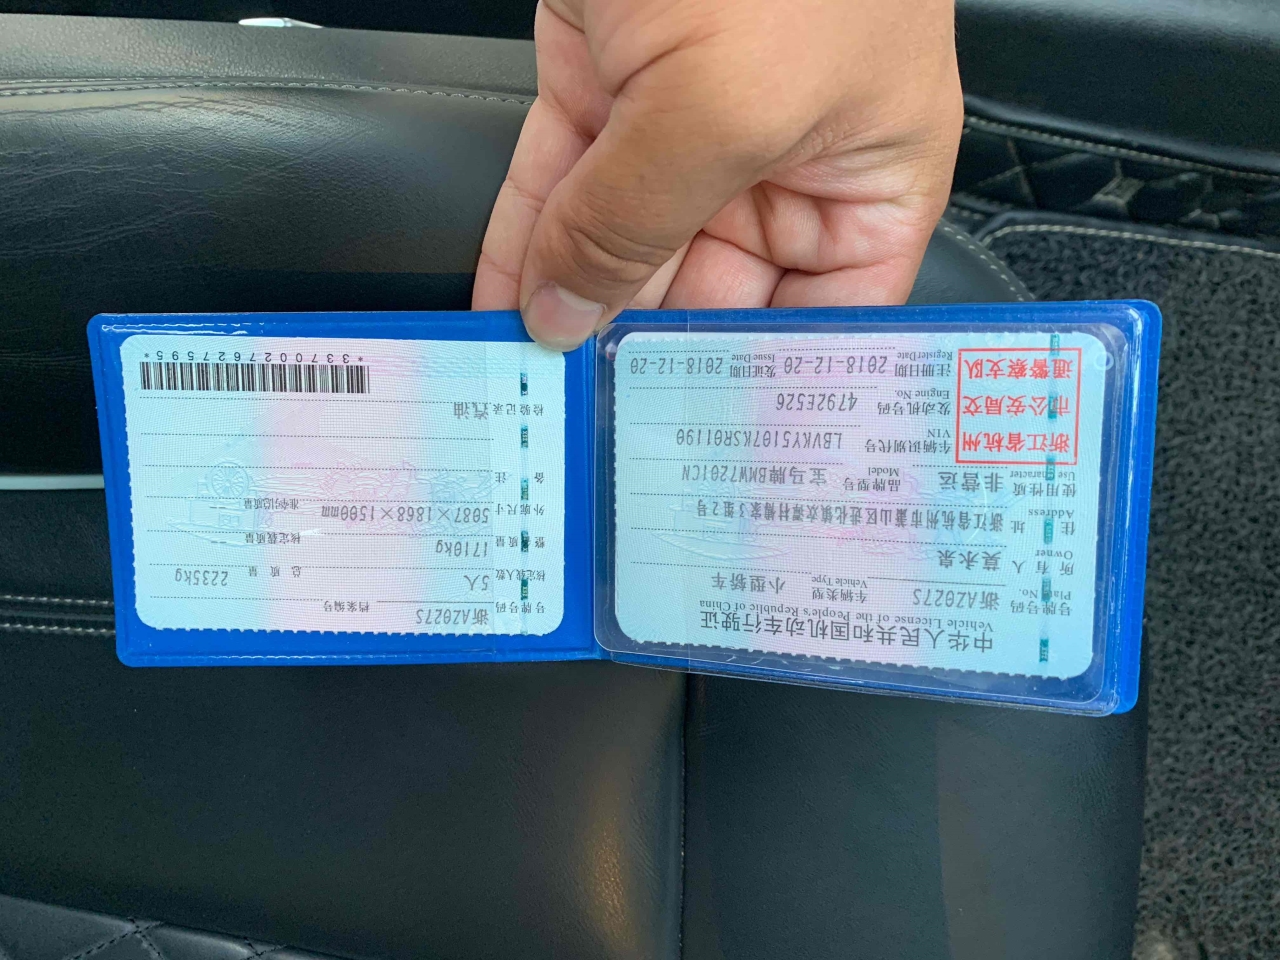 中华人民共和国机动车行驶证
Vehicle License of the People's Republic of China
号牌号码 浙AZ027S 车辆类型 小型轿车
Plate No. Vehicle Type
所有人 莫永泉
Owner
住址 浙江省杭州市萧山区进化镇欢潭村糖家3组2号
Address
使用性质 非营运 品牌型号 宝马牌BMW7201CN
Use Character Model
浙江省杭州
市公安局交
通警察支队
车辆识别代号 LBVKY5107KSR01190
VIN
发动机号码 4792E526
Engine No.
注册日期 2018-12-20 发证日期 2018-12-20
Register Date Issue Date
号牌号码 浙AZ027S 档案编号
核定载人数 5人 总质量 2235kg
整备质量 1710kg 核定载质量 --
外廓尺寸 5087×1868×1500mm 准牵引总质量 --
备注
检验记录 汽油
*3370027627595*